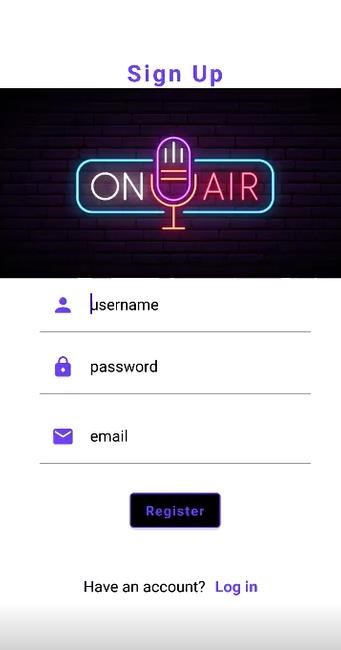 Sign Up
ON AIR
username
password
email
Register
Have an account? Log in